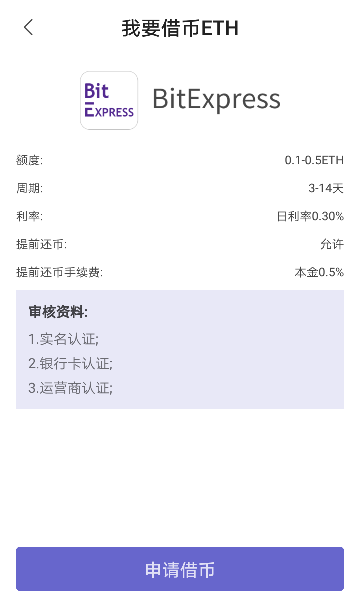 我要借币ETH
Bit
EXPRESS
BitExpress
额度: 0.1-0.5ETH
周期: 3-14天
利率: 日利率0.30%
提前还币: 允许
提前还币手续费: 本金0.5%
审核资料:
1.实名认证;
2.银行卡认证;
3.运营商认证;
申请借币